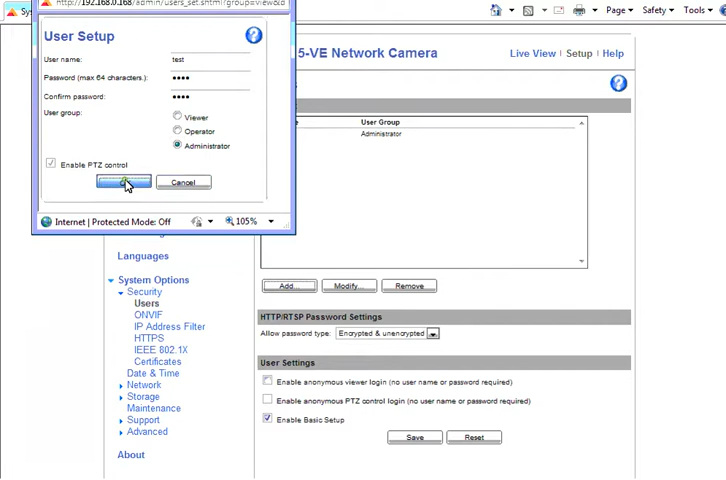 http://192.168.0.168/admin/users_set.shtml?group=view&d
Page
Safety
Tools
User Setup
User name:
test
Password (max 64 characters.):
••••
Confirm password:
••••
User group:
Viewer
Operator
Administrator
Enable PTZ control
Cancel
Internet | Protected Mode: Off
105%
5-VE Network Camera
Live View | Setup | Help
User Group
Administrator
Languages
System Options
Security
Users
ONVIF
IP Address Filter
HTTPS
IEEE 802.1X
Certificates
Date & Time
Network
Storage
Maintenance
Support
Advanced
About
Add...
Modify...
Remove
HTTP/RTSP Password Settings
Allow password type:
Encrypted & unencrypted
User Settings
Enable anonymous viewer login (no user name or password required)
Enable anonymous PTZ control login (no user name or password required)
Enable Basic Setup
Save
Reset